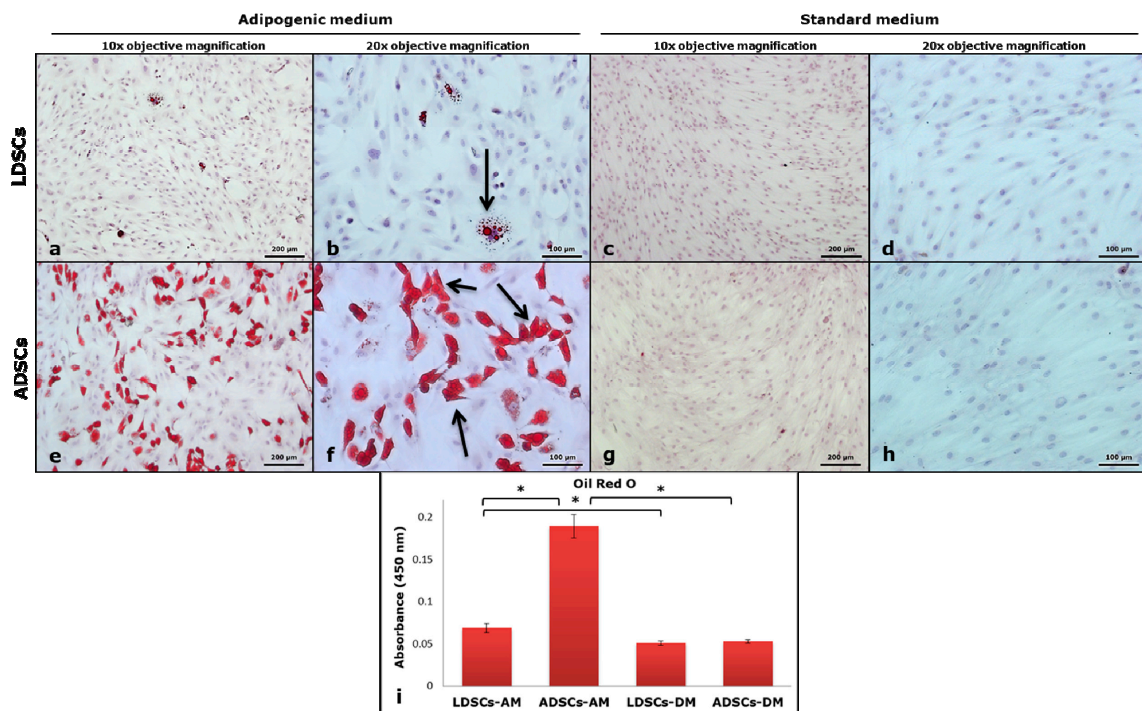 Adipogenic medium
Standard medium
10x objective magnification
20x objective magnification
10x objective magnification
20x objective magnification
LDSCs
a
200 µm
b
100 µm
c
200 µm
d
100 µm
ADSCs
e
200 µm
f
100 µm
g
200 µm
h
100 µm
Oil Red O
* * *
Absorbance (450 nm)
0.2
0.15
0.1
0.05
0
i
LDSCs-AM ADSCs-AM LDSCs-DM ADSCs-DM